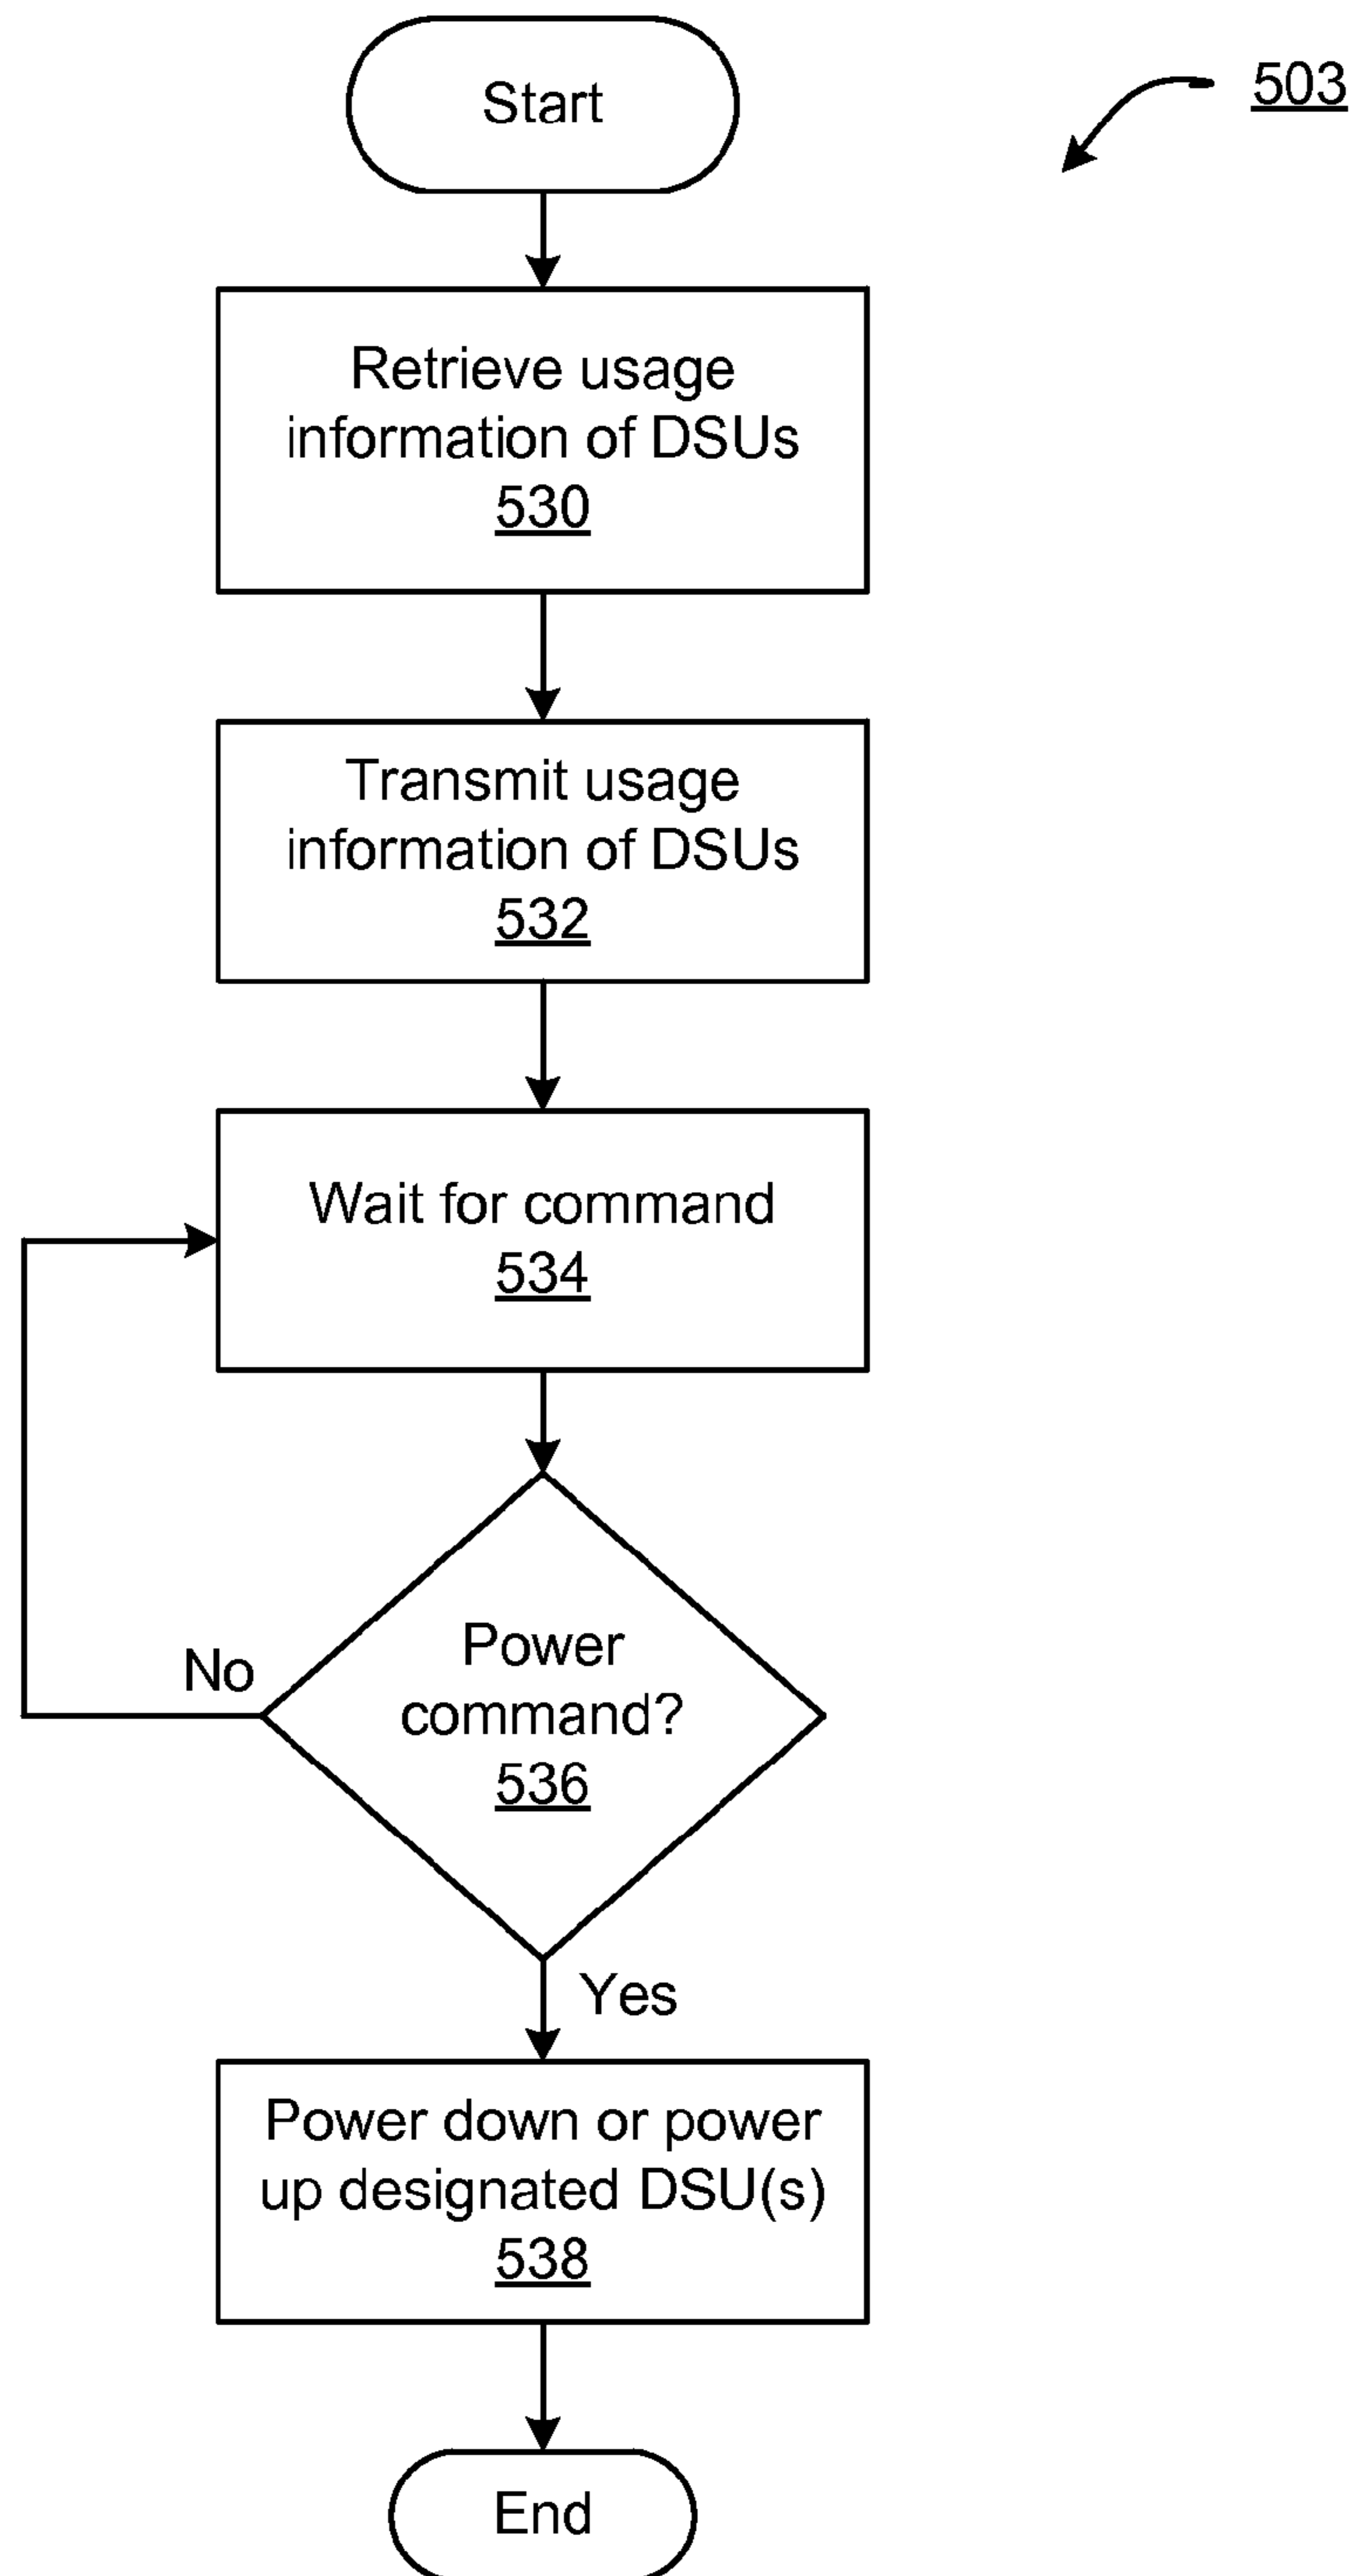 Start
503
Retrieve usage
information of DSUs
530
Transmit usage
information of DSUs
532
Wait for command
534
Power
command?
536
No
Yes
Power down or power
up designated DSU(s)
538
End